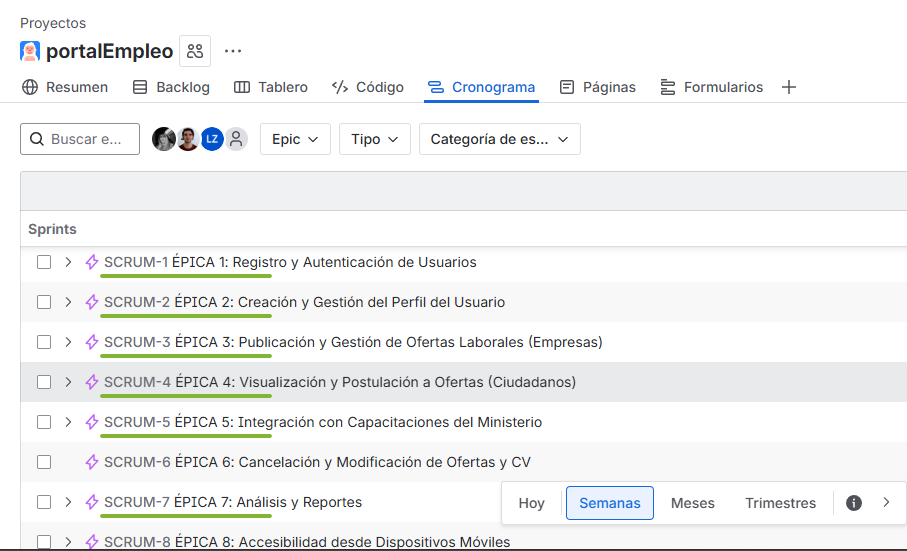 Proyectos
portalEmpleo
Resumen Backlog Tablero Código Cronograma Páginas Formularios
Buscar e... LZ Epic Tipo Categoría de es...
Sprints
SCRUM-1 ÉPICA 1: Registro y Autenticación de Usuarios
SCRUM-2 ÉPICA 2: Creación y Gestión del Perfil del Usuario
SCRUM-3 ÉPICA 3: Publicación y Gestión de Ofertas Laborales (Empresas)
SCRUM-4 ÉPICA 4: Visualización y Postulación a Ofertas (Ciudadanos)
SCRUM-5 ÉPICA 5: Integración con Capacitaciones del Ministerio
SCRUM-6 ÉPICA 6: Cancelación y Modificación de Ofertas y CV
SCRUM-7 ÉPICA 7: Análisis y Reportes
Hoy Semanas Meses Trimestres
SCRUM-8 ÉPICA 8: Accesibilidad desde Dispositivos Móviles